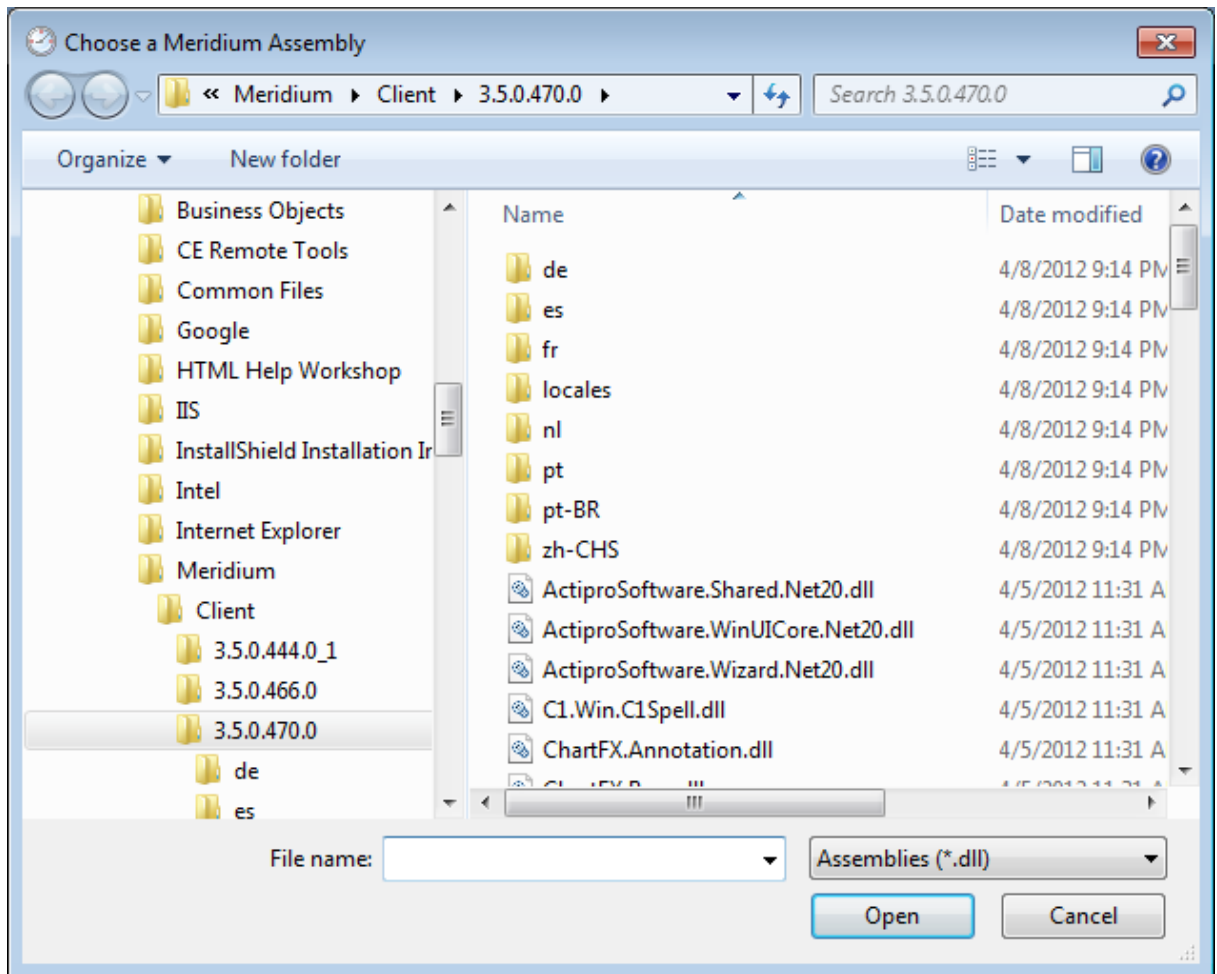 Choose a Meridium Assembly
« Meridium ▸ Client ▸ 3.5.0.470.0 ▸
Search 3.5.0.470.0
Organize ▼ New folder
Business Objects
CE Remote Tools
Common Files
Google
HTML Help Workshop
IIS
InstallShield Installation Ir
Intel
Internet Explorer
Meridium
Client
3.5.0.444.0_1
3.5.0.466.0
3.5.0.470.0
de
es
Name Date modified
de 4/8/2012 9:14 PM
es 4/8/2012 9:14 PM
fr 4/8/2012 9:14 PM
locales 4/8/2012 9:14 PM
nl 4/8/2012 9:14 PM
pt 4/8/2012 9:14 PM
pt-BR 4/8/2012 9:14 PM
zh-CHS 4/8/2012 9:14 PM
ActiproSoftware.Shared.Net20.dll 4/5/2012 11:31 A
ActiproSoftware.WinUICore.Net20.dll 4/5/2012 11:31 A
ActiproSoftware.Wizard.Net20.dll 4/5/2012 11:31 A
C1.Win.C1Spell.dll 4/5/2012 11:31 A
ChartFX.Annotation.dll 4/5/2012 11:31 A
File name:
Assemblies (*.dll)
Open Cancel